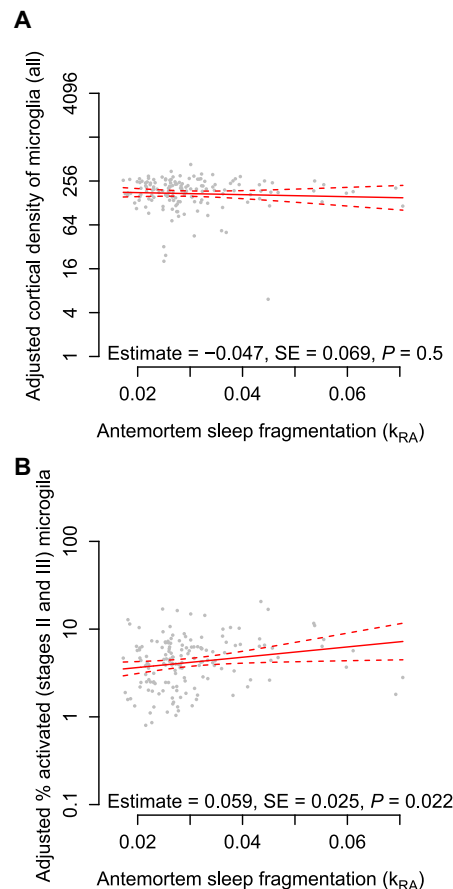 A
Adjusted cortical density of microglia (all)
4096
256
64
16
4
1
Estimate = −0.047, SE = 0.069, P = 0.5
0.02 0.04 0.06
Antemortem sleep fragmentation (kRA)
B
Adjusted % activated (stages II and III) microgila
100
10
1
0.1
Estimate = 0.059, SE = 0.025, P = 0.022
0.02 0.04 0.06
Antemortem sleep fragmentation (kRA)